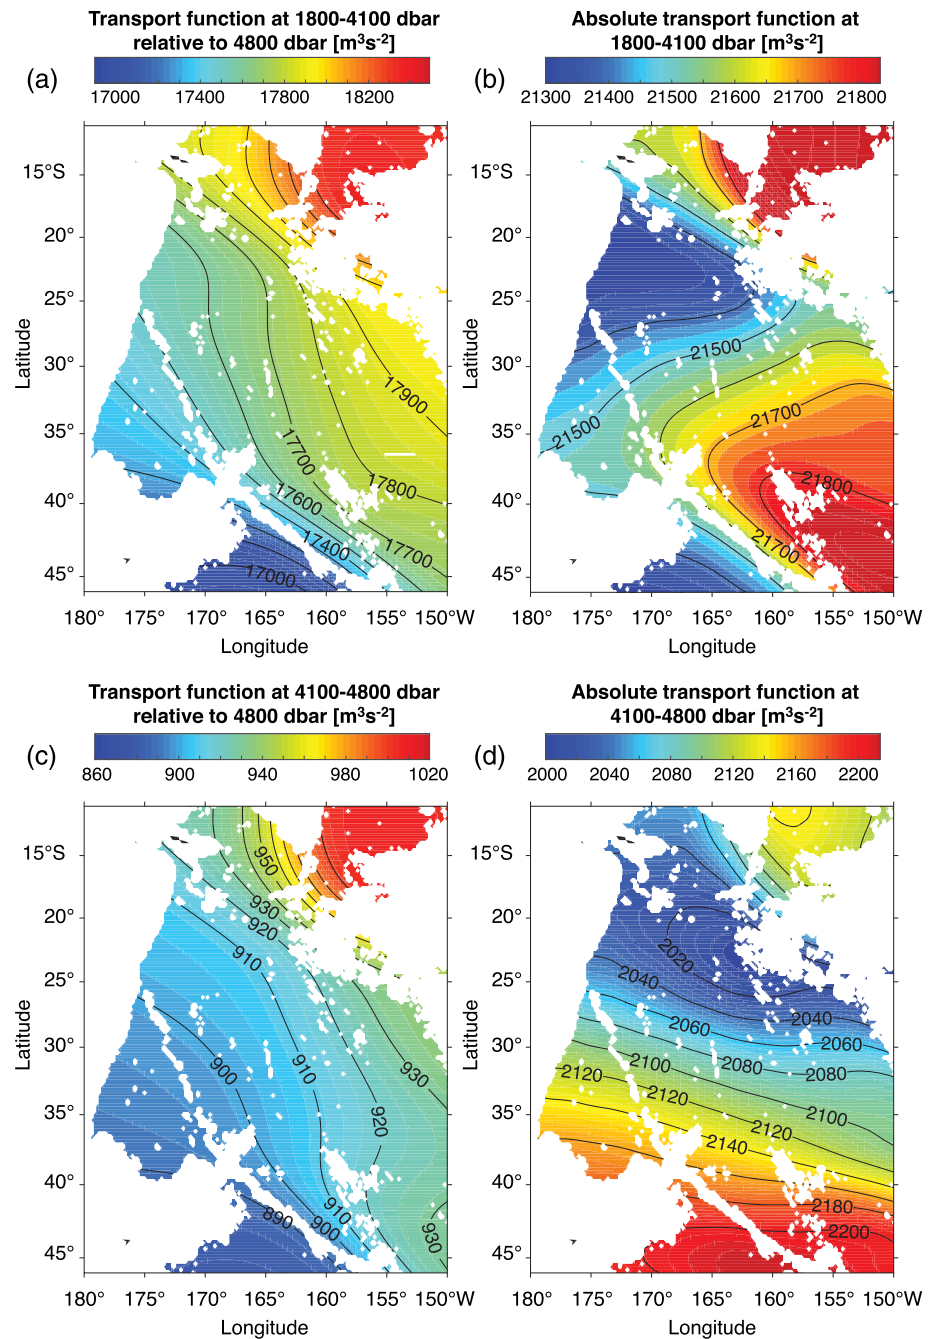 Transport function at 1800-4100 dbar
relative to 4800 dbar [m³s⁻²]
(a)
17000 17400 17800 18200
15°S
20°
25°
30°
35°
40°
45°
Latitude
17900
17800
17700
17700
17600
17400
17000
180° 175° 170° 165° 160° 155° 150°W
Longitude
Absolute transport function at
1800-4100 dbar [m³s⁻²]
(b)
21300 21400 21500 21600 21700 21800
15°S
20°
25°
30°
35°
40°
45°
Latitude
21500
21500
21700
21800
21700
180° 175° 170° 165° 160° 155° 150°W
Longitude
Transport function at 4100-4800 dbar
relative to 4800 dbar [m³s⁻²]
(c)
860 900 940 980 1020
15°S
20°
25°
30°
35°
40°
45°
Latitude
950
930
920
910
900
910
930
920
910
900
890
930
180° 175° 170° 165° 160° 155° 150°W
Longitude
Absolute transport function at
4100-4800 dbar [m³s⁻²]
(d)
2000 2040 2080 2120 2160 2200
15°S
20°
25°
30°
35°
40°
45°
Latitude
2020
2040
2040
2060
2060
2100
2080
2080
2120
2120
2100
2120
2140
2180
2200
180° 175° 170° 165° 160° 155° 150°W
Longitude